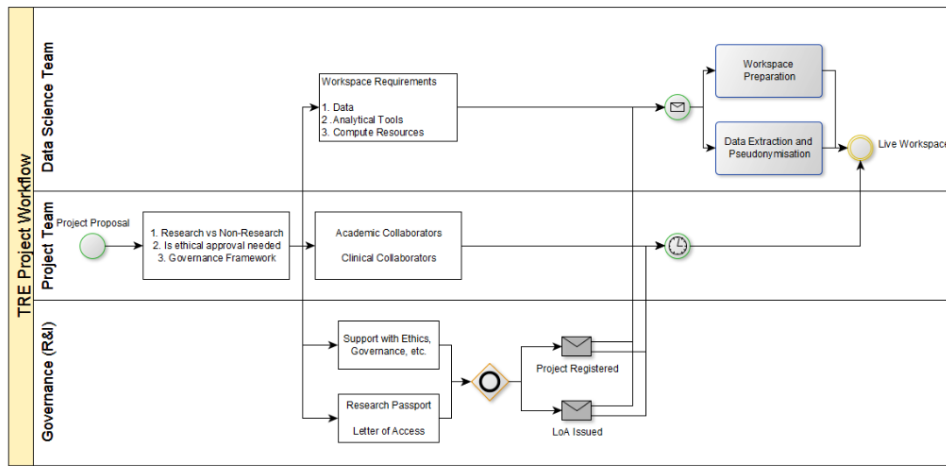 TRE Project Workflow
Data Science Team
Workspace Requirements
1. Data
2. Analytical Tools
3. Compute Resources
Workspace
Preparation
Data Extraction and
Pseudonymisation
Live Workspace
Project Team
Project Proposal
1. Research vs Non-Research
2. Is ethical approval needed
3. Governance Framework
Academic Collaborators
Clinical Collaborators
Governance (R&I)
Support with Ethics,
Governance, etc.
Research Passport
Letter of Access
Project Registered
LoA Issued